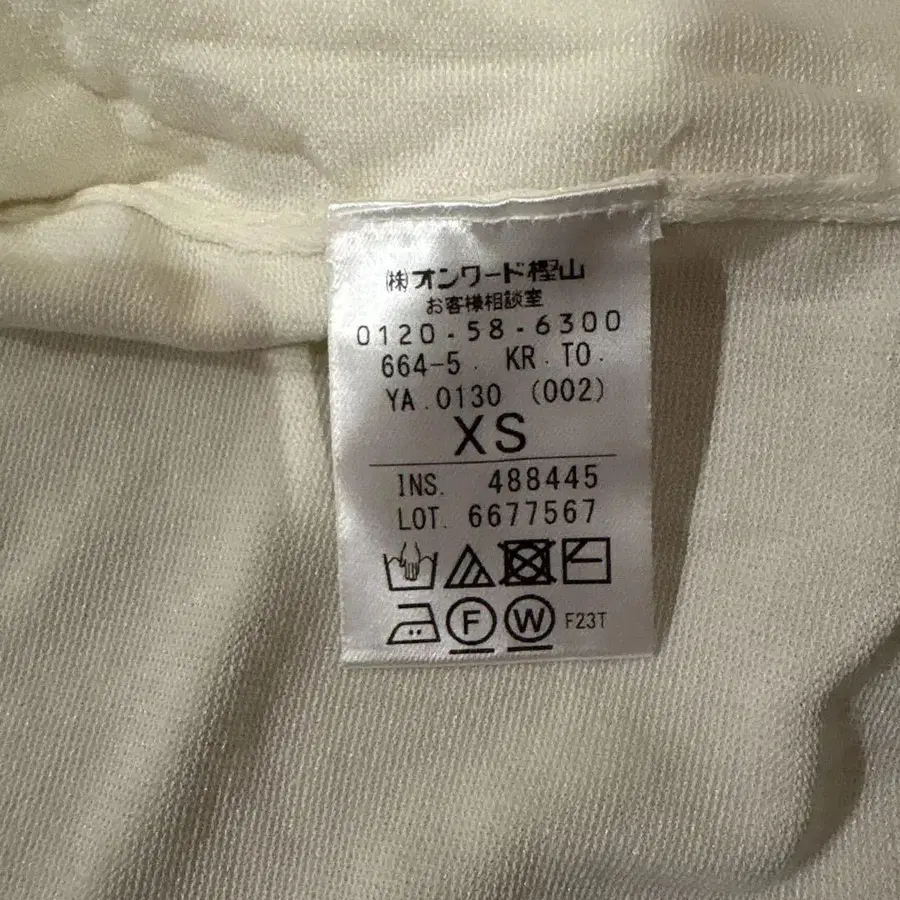 ㈱オンワード樫山
お客様相談室
0120-58-6300
664-5. KR.TO.
YA.0130 (002)
XS
INS. 488445
LOT. 6677567
F W F23T